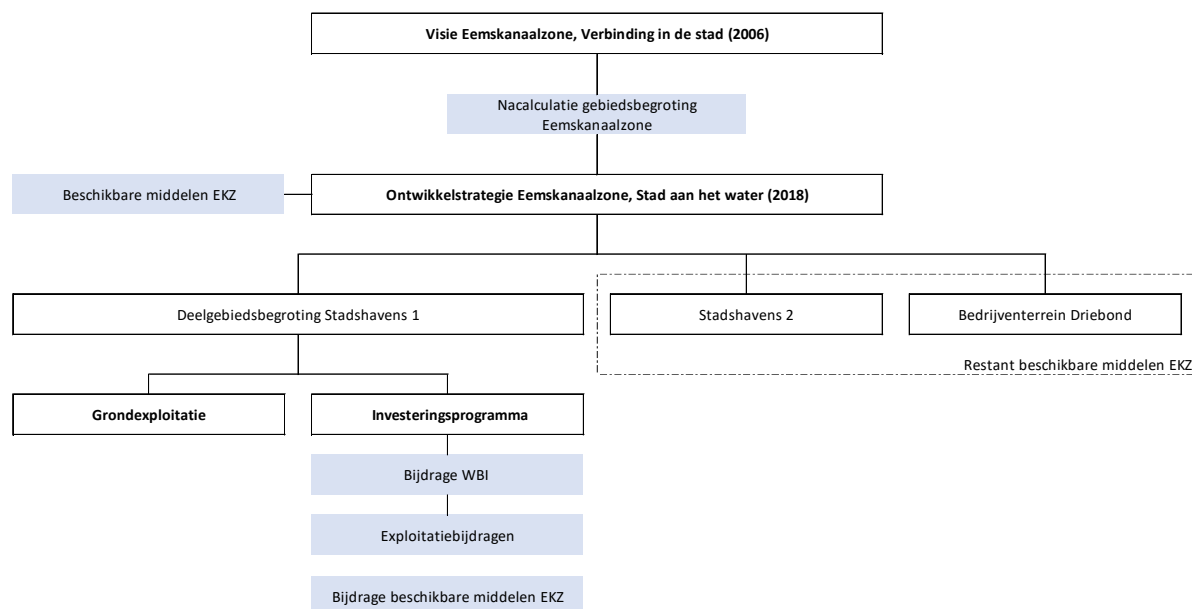 Visie Eemskanaalzone, Verbinding in de stad (2006)
Nacalculatie gebiedsbegroting
Eemskanaalzone
Beschikbare middelen EKZ
Ontwikkelstrategie Eemskanaalzone, Stad aan het water (2018)
Deelgebiedsbegroting Stadshavens 1
Stadshavens 2
Bedrijventerrein Driebond
Restant beschikbare middelen EKZ
Grondexploitatie
Investeringsprogramma
Bijdrage WBI
Exploitatiebijdragen
Bijdrage beschikbare middelen EKZ